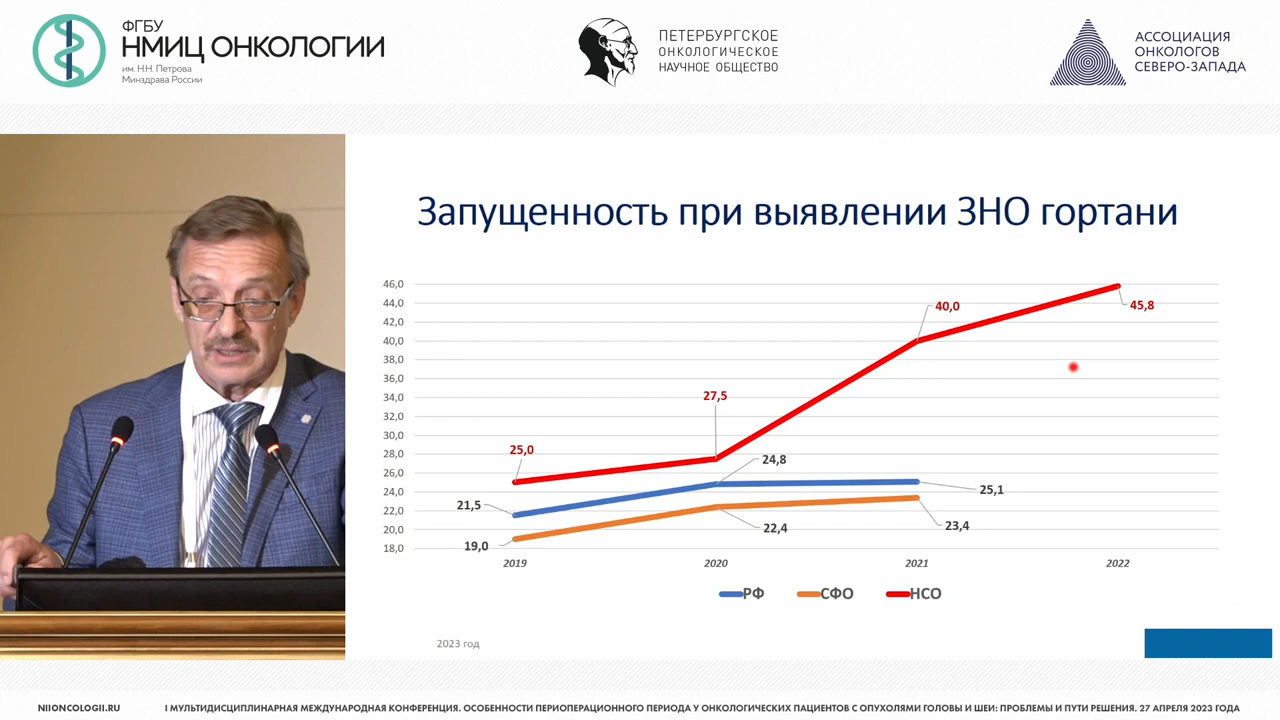 ФГБУ
НМИЦ ОНКОЛОГИИ
им. Н.Н. Петрова
Минздрава России
ПЕТЕРБУРГСКОЕ
ОНКОЛОГИЧЕСКОЕ
НАУЧНОЕ ОБЩЕСТВО
АССОЦИАЦИЯ
ОНКОЛОГОВ
СЕВЕРО-ЗАПАДА
Запущенность при выявлении ЗНО гортани
46,0
44,0
42,0
40,0
38,0
36,0
34,0
32,0
30,0
28,0
26,0
24,0
22,0
20,0
18,0
25,0
27,5
40,0
45,8
21,5
24,8
25,1
19,0
22,4
23,4
2019 2020 2021 2022
РФ СФО НСО
2023 год
NIIONCOLOGII.RU
I МУЛЬТИДИСЦИПЛИНАРНАЯ МЕЖДУНАРОДНАЯ КОНФЕРЕНЦИЯ. ОСОБЕННОСТИ ПЕРИОПЕРАЦИОННОГО ПЕРИОДА У ОНКОЛОГИЧЕСКИХ ПАЦИЕНТОВ С ОПУХОЛЯМИ ГОЛОВЫ И ШЕИ: ПРОБЛЕМЫ И ПУТИ РЕШЕНИЯ. 27 АПРЕЛЯ 2023 ГОДА